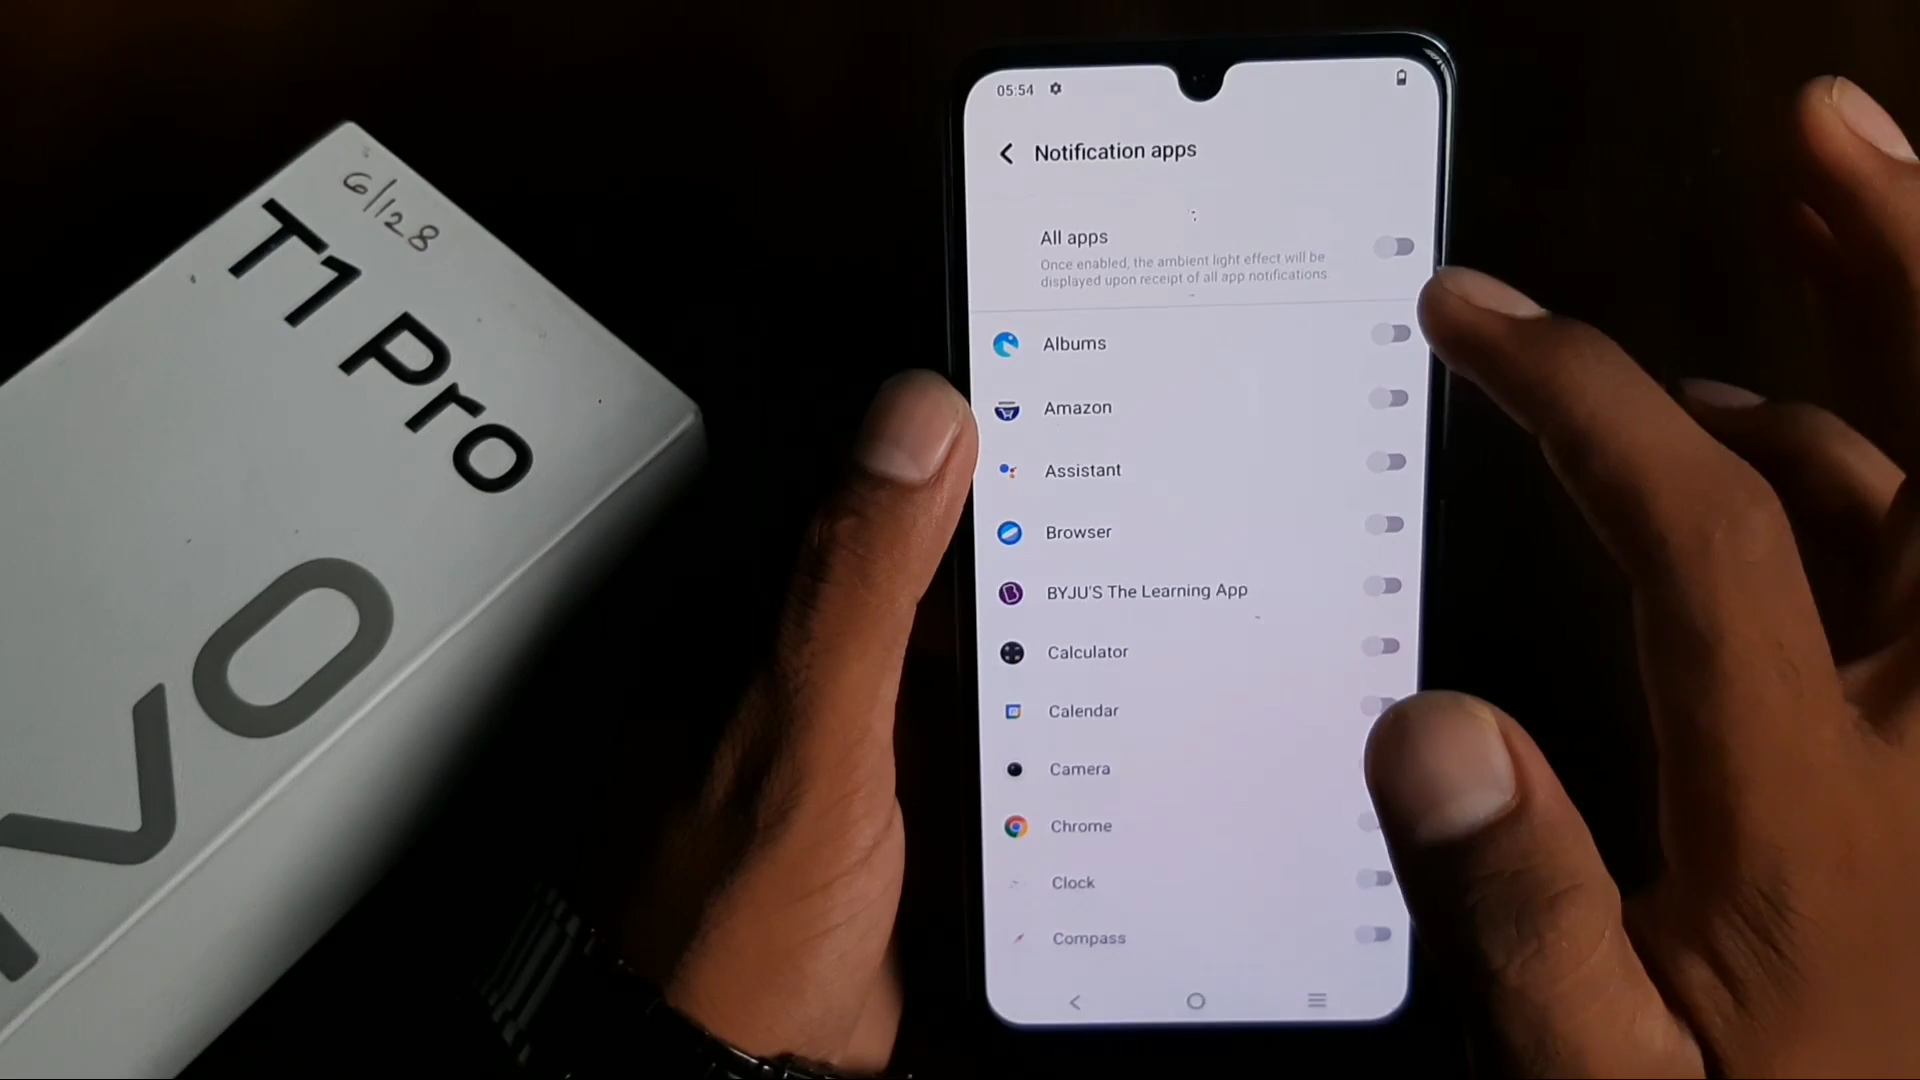 6/128
T1 Pro
vivo
05:54
Notification apps
All apps
Once enabled, the ambient light effect will be
displayed upon receipt of all app notifications
Albums
Amazon
Assistant
Browser
BYJU'S The Learning App
Calculator
Calendar
Camera
Chrome
Clock
Compass